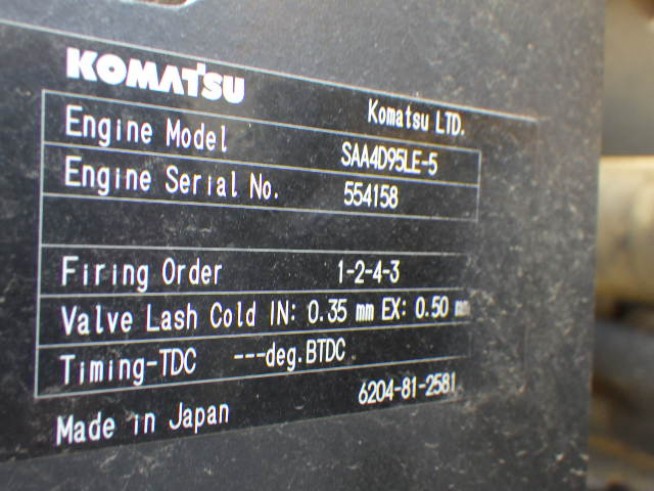 KOMATSU
Komatsu LTD.
Engine Model SAA4D95LE-5
Engine Serial No. 554158
Firing Order 1-2-4-3
Valve Lash Cold IN: 0.35 mm EX: 0.50 mm
Timing-TDC ---deg.BTDC
Made in Japan 6204-81-2581